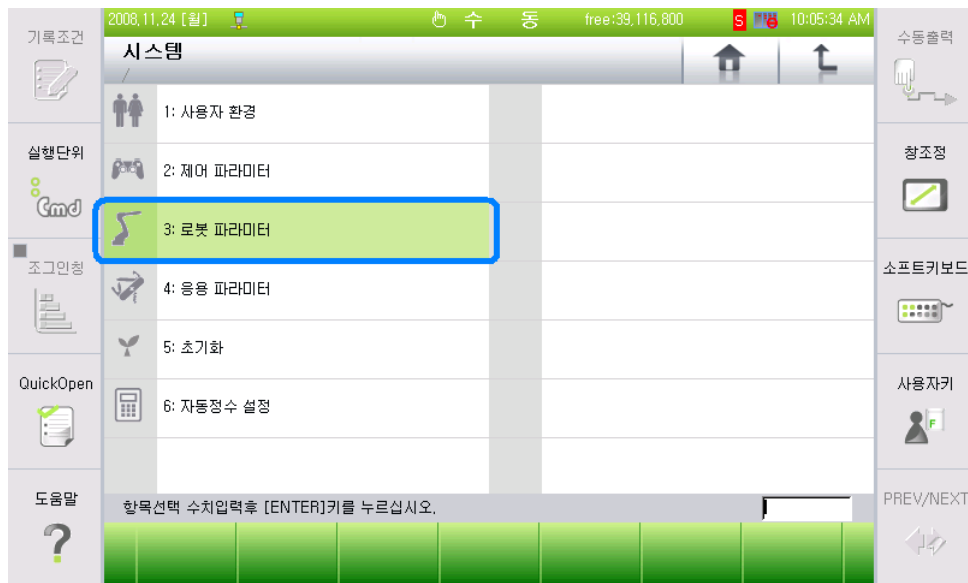 기록조건
실행단위
Cmd
조그인칭
QuickOpen
도움말
2008,11,24 [월]
수 동
free:39,116,800
S
10:05:34 AM
시스템
/
1: 사용자 환경
2: 제어 파라미터
3: 로봇 파라미터
4: 응용 파라미터
5: 초기화
6: 자동정수 설정
항목선택 수치입력후 [ENTER]키를 누르십시오.
수동출력
창조정
소프트키보드
사용자키
F
PREV/NEXT